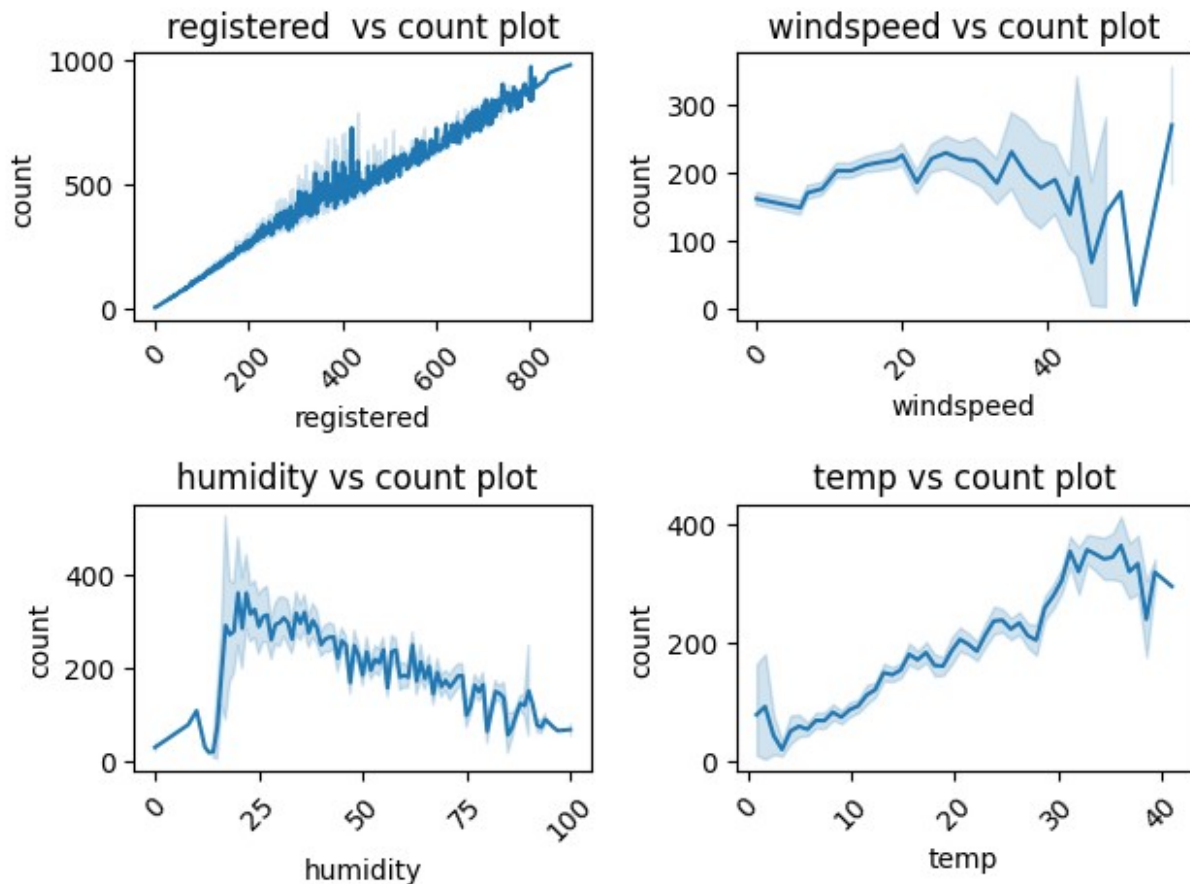 registered  vs count plot
1000
500
0
count
0
200
400
600
800
registered
windspeed vs count plot
300
200
100
0
count
0
20
40
windspeed
humidity vs count plot
400
200
0
count
0
25
50
75
100
humidity
temp vs count plot
400
200
0
count
0
10
20
30
40
temp